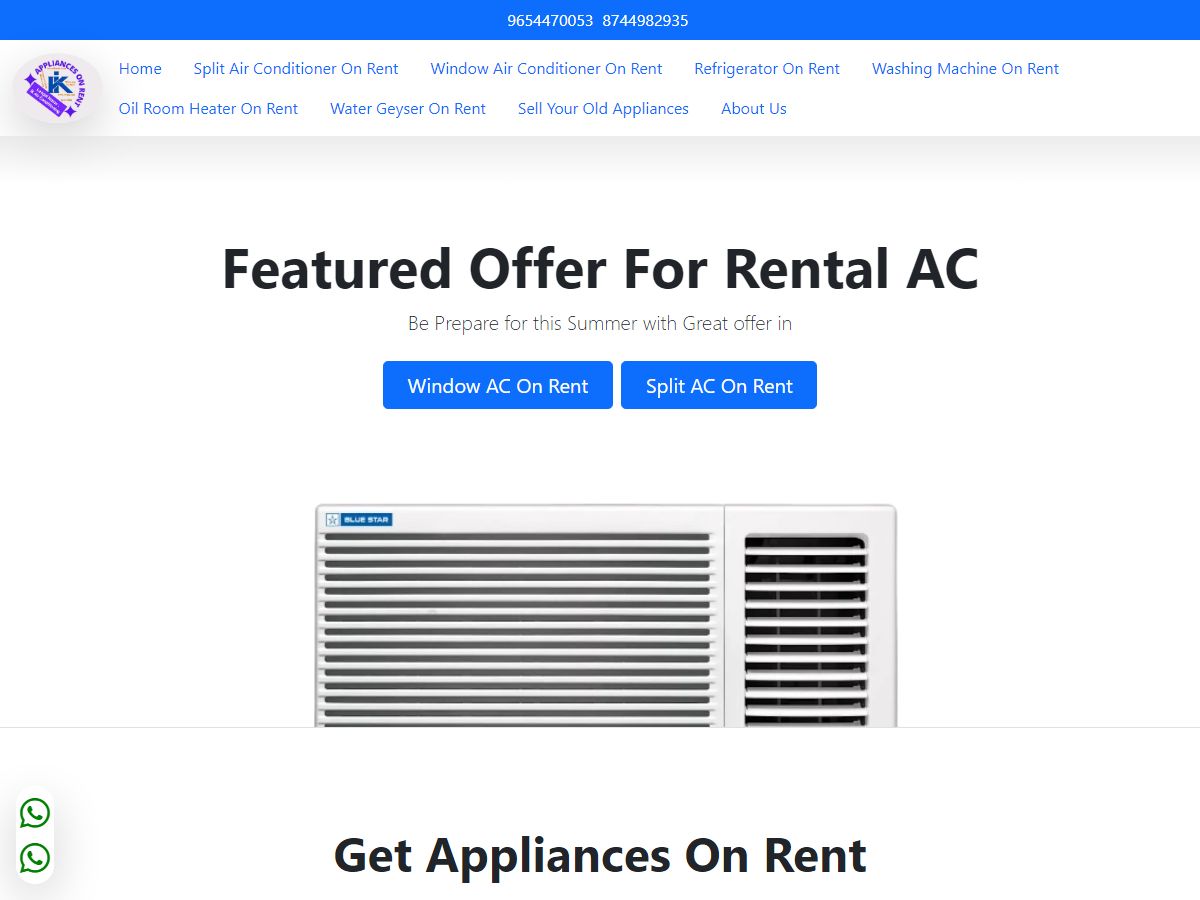 9654470053 8744982935
APPLIANCES ON RENT
Home Split Air Conditioner On Rent Window Air Conditioner On Rent Refrigerator On Rent Washing Machine On Rent
Oil Room Heater On Rent Water Geyser On Rent Sell Your Old Appliances About Us
Featured Offer For Rental AC
Be Prepare for this Summer with Great offer in
Window AC On Rent Split AC On Rent
BLUE STAR
Get Appliances On Rent